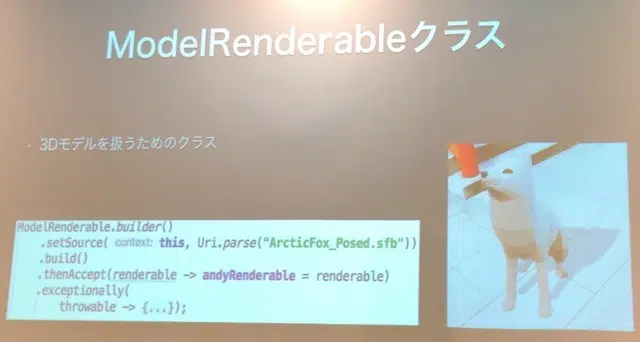 ModelRenderableクラス
・ 3Dモデルを扱うためのクラス
ModelRenderable.builder()
.setSource( context: this, Uri.parse("ArcticFox_Posed.sfb"))
.build()
.thenAccept(renderable -> andyRenderable = renderable)
.exceptionally(
throwable -> {...});